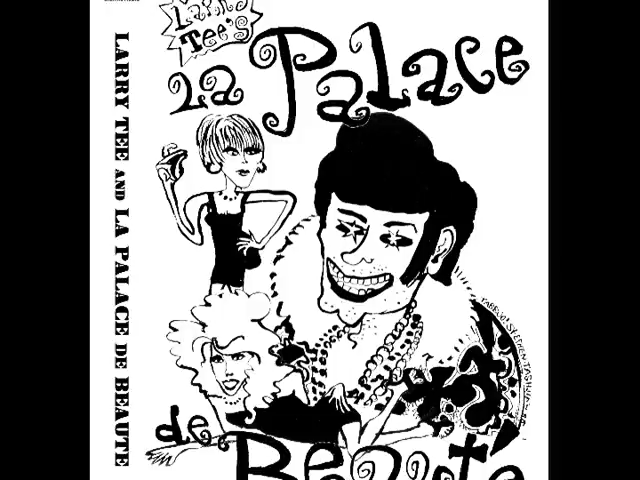 Larry
Tee's
La Palace
de
Beauté
LARRY TEE AND LA PALACE DE BEAUTE